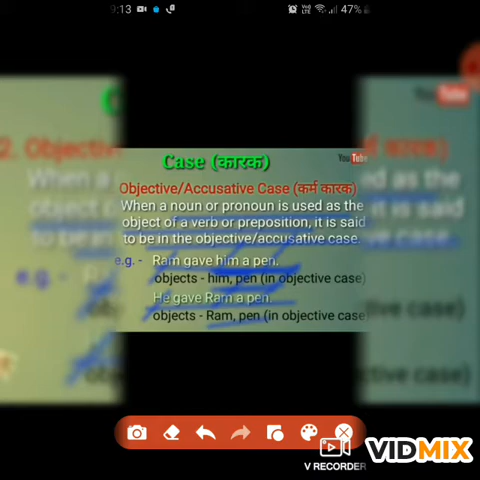 9:13
47%
Case (कारक)
YouTube
Objective/Accusative Case (कर्म कारक)
When a noun or pronoun is used as the
object of a verb or preposition, it is said
to be in the objective/accusative case.
e.g. - Ram gave him a pen.
objects - him, pen (in objective case)
He gave Ram a pen.
objects - Ram, pen (in objective case
V RECORDER
VIDMIX